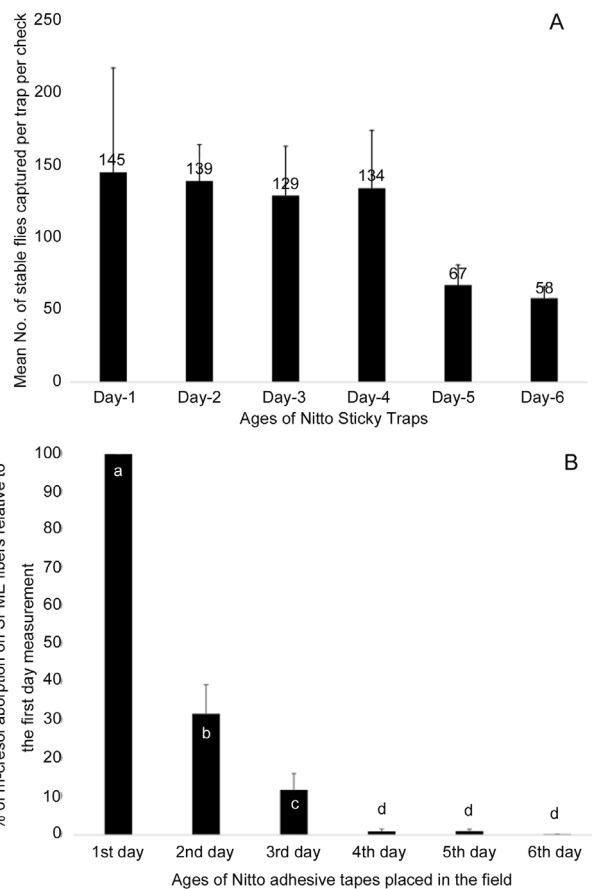 A
Mean No. of stable flies captured per trap per check
250
200
150
100
50
0
145
139
129
134
67
58
Day-1
Day-2
Day-3
Day-4
Day-5
Day-6
Ages of Nitto Sticky Traps
B
relative to
the first day measurement
100
90
80
70
60
50
40
30
20
10
0
a
b
c
d
d
d
1st day
2nd day
3rd day
4th day
5th day
6th day
Ages of Nitto adhesive tapes placed in the field